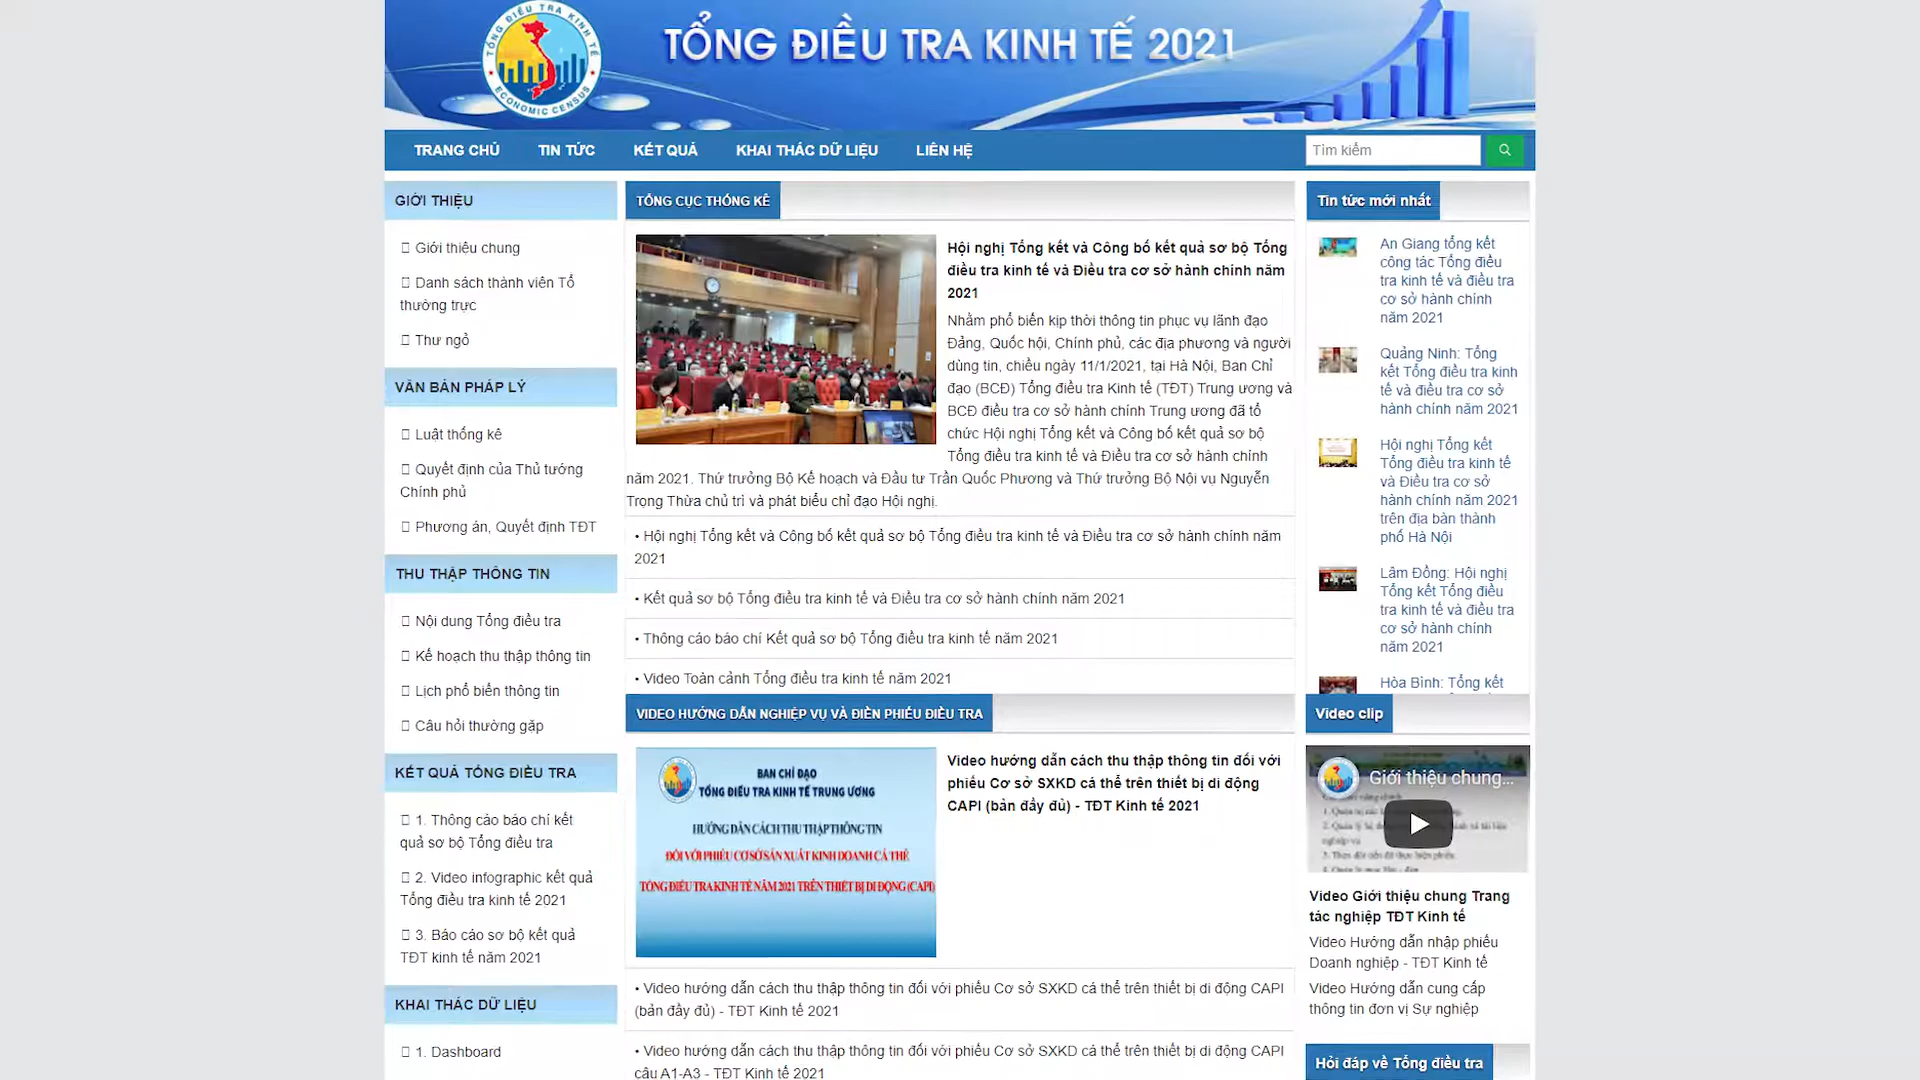 TỔNG ĐIỀU TRA KINH TẾ
ECONOMIC CENSUS
TỔNG ĐIỀU TRA KINH TẾ 2021
TRANG CHỦ
TIN TỨC
KẾT QUẢ
KHAI THÁC DỮ LIỆU
LIÊN HỆ
Tìm kiếm
GIỚI THIỆU
Giới thiệu chung
Danh sách thành viên Tổ
thường trực
Thư ngỏ
VĂN BẢN PHÁP LÝ
Luật thống kê
Quyết định của Thủ tướng
Chính phủ
Phương án, Quyết định TĐT
THU THẬP THÔNG TIN
Nội dung Tổng điều tra
Kế hoạch thu thập thông tin
Lịch phổ biến thông tin
Câu hỏi thường gặp
KẾT QUẢ TỔNG ĐIỀU TRA
1. Thông cáo báo chí kết
quả sơ bộ Tổng điều tra
2. Video infographic kết quả
Tổng điều tra kinh tế 2021
3. Báo cáo sơ bộ kết quả
TĐT kinh tế năm 2021
KHAI THÁC DỮ LIỆU
1. Dashboard
TỔNG CỤC THỐNG KÊ
Hội nghị Tổng kết và Công bố kết quả sơ bộ Tổng
điều tra kinh tế và Điều tra cơ sở hành chính năm
2021
Nhằm phổ biến kịp thời thông tin phục vụ lãnh đạo
Đảng, Quốc hội, Chính phủ, các địa phương và người
dùng tin, chiều ngày 11/1/2021, tại Hà Nội, Ban Chỉ
đạo (BCĐ) Tổng điều tra Kinh tế (TĐT) Trung ương và
BCĐ điều tra cơ sở hành chính Trung ương đã tổ
chức Hội nghị Tổng kết và Công bố kết quả sơ bộ
Tổng điều tra kinh tế và Điều tra cơ sở hành chính
năm 2021. Thứ trưởng Bộ Kế hoạch và Đầu tư Trần Quốc Phương và Thứ trưởng Bộ Nội vụ Nguyễn
Trọng Thừa chủ trì và phát biểu chỉ đạo Hội nghị.
• Hội nghị Tổng kết và Công bố kết quả sơ bộ Tổng điều tra kinh tế và Điều tra cơ sở hành chính năm
2021
• Kết quả sơ bộ Tổng điều tra kinh tế và Điều tra cơ sở hành chính năm 2021
• Thông cáo báo chí Kết quả sơ bộ Tổng điều tra kinh tế năm 2021
• Video Toàn cảnh Tổng điều tra kinh tế năm 2021
VIDEO HƯỚNG DẪN NGHIỆP VỤ VÀ ĐIỀN PHIẾU ĐIỀU TRA
BAN CHỈ ĐẠO
TỔNG ĐIỀU TRA KINH TẾ TRUNG ƯƠNG
HƯỚNG DẪN CÁCH THU THẬP THÔNG TIN
ĐỐI VỚI PHIẾU CƠ SỞ SẢN XUẤT KINH DOANH CÁ THỂ
TỔNG ĐIỀU TRA KINH TẾ NĂM 2021 TRÊN THIẾT BỊ DI ĐỘNG (CAPI)
Video hướng dẫn cách thu thập thông tin đối với
phiếu Cơ sở SXKD cá thể trên thiết bị di động
CAPI (bản đầy đủ) - TĐT Kinh tế 2021
• Video hướng dẫn cách thu thập thông tin đối với phiếu Cơ sở SXKD cá thể trên thiết bị di động CAPI
(bản đầy đủ) - TĐT Kinh tế 2021
• Video hướng dẫn cách thu thập thông tin đối với phiếu Cơ sở SXKD cá thể trên thiết bị di động CAPI
câu A1-A3 - TĐT Kinh tế 2021
Tin tức mới nhất
An Giang tổng kết
công tác Tổng điều
tra kinh tế và điều tra
cơ sở hành chính
năm 2021
Quảng Ninh: Tổng
kết Tổng điều tra kinh
tế và điều tra cơ sở
hành chính năm 2021
Hội nghị Tổng kết
Tổng điều tra kinh tế
và Điều tra cơ sở
hành chính năm 2021
trên địa bàn thành
phố Hà Nội
Lâm Đồng: Hội nghị
Tổng kết Tổng điều
tra kinh tế và điều tra
cơ sở hành chính
năm 2021
Hòa Bình: Tổng kết
Video clip
Giới thiệu chung...
Video Giới thiệu chung Trang
tác nghiệp TĐT Kinh tế
Video Hướng dẫn nhập phiếu
Doanh nghiệp - TĐT Kinh tế
Video Hướng dẫn cung cấp
thông tin đơn vị Sự nghiệp
Hỏi đáp về Tổng điều tra